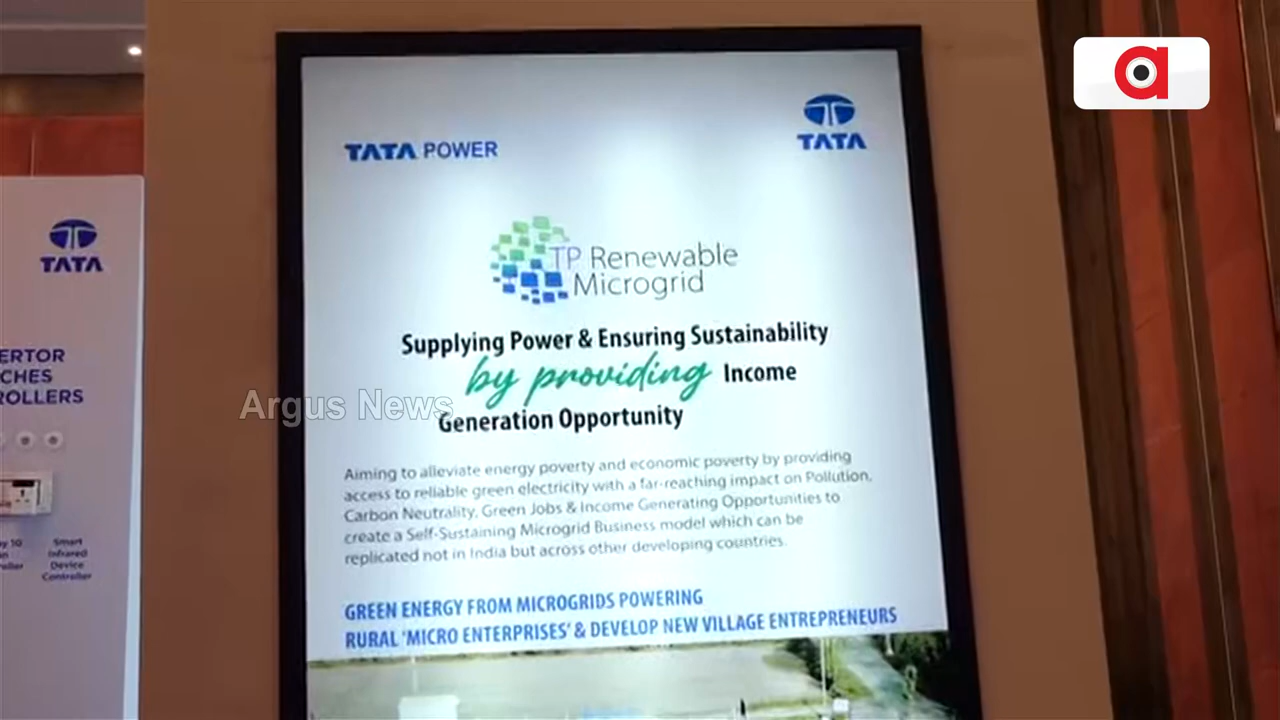 TATA POWER
TATA
TP Renewable
Microgrid
Supplying Power & Ensuring Sustainability
by providing Income
Generation Opportunity
Aiming to alleviate energy poverty and economic poverty by providing
access to reliable green electricity with a far-reaching impact on Pollution,
Carbon Neutrality, Green Jobs & Income Generating Opportunities to
create a Self-Sustaining Microgrid Business model which can be
replicated not in India but across other developing countries.
GREEN ENERGY FROM MICROGRIDS POWERING
RURAL 'MICRO ENTERPRISES' & DEVELOP NEW VILLAGE ENTREPRENEURS
TATA
ERTOR
CHES
ROLLERS
Smart
Infrared
Device
Controller
Argus News
a